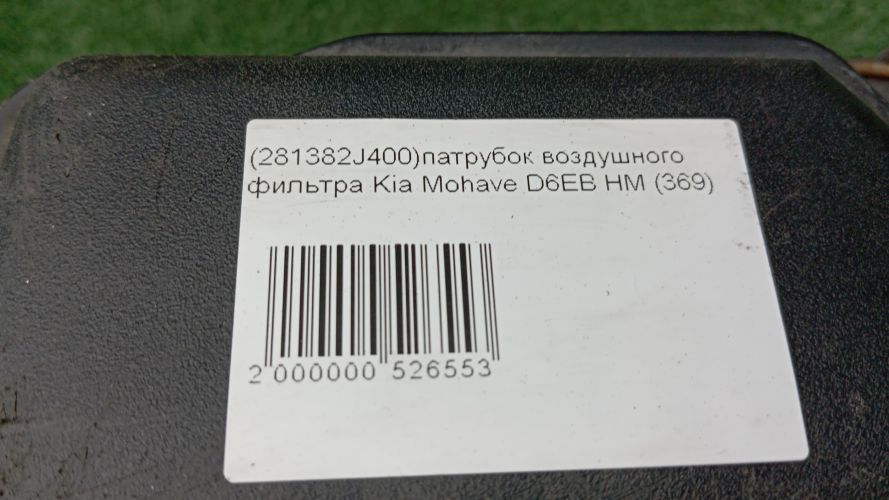 (281382J400)патрубок воздушного
фильтра Kia Mohave D6EB HM (369)
2 000000 526553